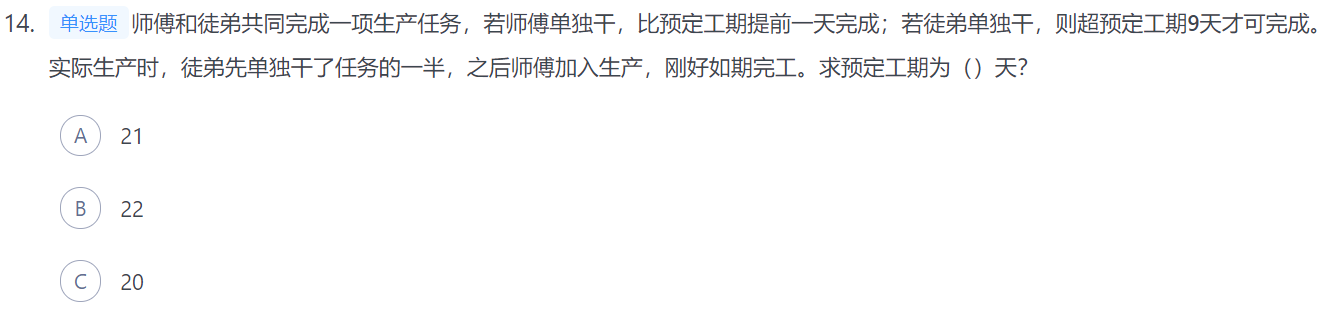 14. 单选题 师傅和徒弟共同完成一项生产任务，若师傅单独干，比预定工期提前一天完成；若徒弟单独干，则超预定工期9天才可完成。
实际生产时，徒弟先单独干了任务的一半，之后师傅加入生产，刚好如期完工。求预定工期为（）天？
A 21
B 22
C 20